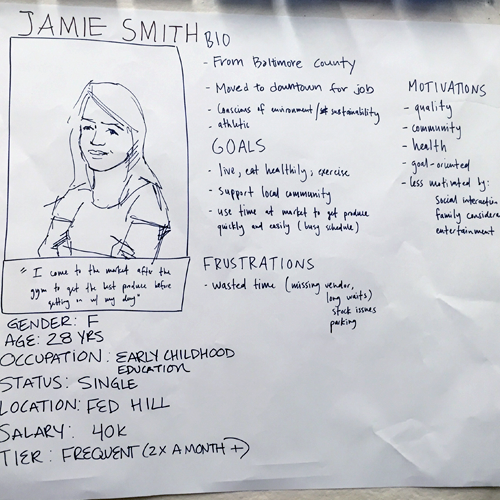 JAMIE SMITH
"I come to the market after the
gym to get the best produce before
getting on w/ my day"
GENDER: F
AGE: 28 YRS
OCCUPATION: EARLY CHILDHOOD
EDUCATION
STATUS: SINGLE
LOCATION: FED HILL
SALARY: 40K
TIER: FREQUENT (2X A MONTH +)
BIO
- From Baltimore county
- Moved to downtown for job
- Conscious of environment/sustainability
- athletic
GOALS
- live, eat healthily, exercise
- support local community
- use time at market to get produce
quickly and easily (busy schedule)
FRUSTRATIONS
- wasted time (missing vendor,
long waits)
stock issues
parking
MOTIVATIONS
- quality
- community
- health
- goal-oriented
- less motivated by:
social interactio
family considera
entertainment